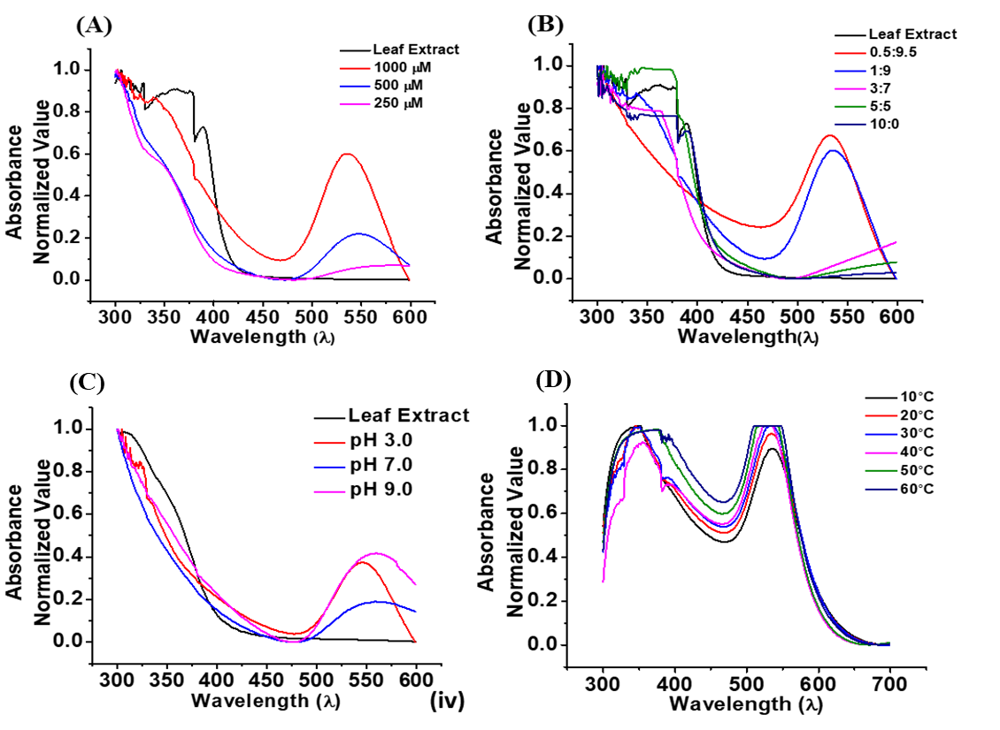 (A)
Leaf Extract
1000 μM
500 μM
250 μM
Absorbance
Normalized Value
1.0
0.8
0.6
0.4
0.2
0.0
300 350 400 450 500 550 600
Wavelength (λ)
(B)
Leaf Extract
0.5:9.5
1:9
3:7
5:5
10:0
Absorbance
Normalized Value
1.0
0.8
0.6
0.4
0.2
0.0
300 350 400 450 500 550 600
Wavelength(λ)
(C)
Leaf Extract
pH 3.0
pH 7.0
pH 9.0
Absorbance
Normalized Value
1.0
0.8
0.6
0.4
0.2
0.0
300 350 400 450 500 550 600
Wavelength (λ)
(iv)
(D)
10°C
20°C
30°C
40°C
50°C
60°C
Absorbance
Normalized Value
1.0
0.8
0.6
0.4
0.2
0.0
300 400 500 600 700
Wavelength (λ)